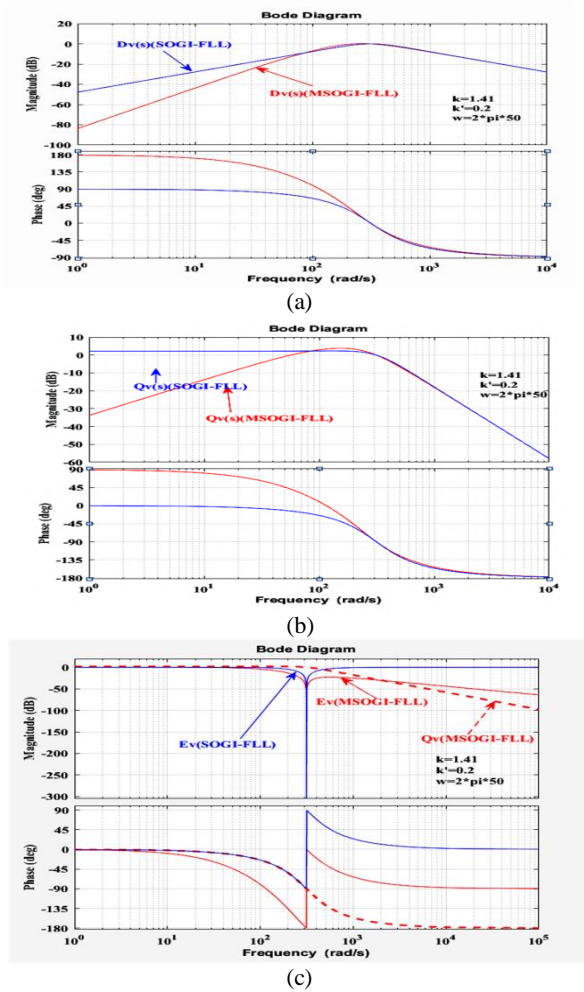 Bode Diagram
Magnitude (dB)
20
0
-20
-40
-60
-80
-100
Dv(s)(SOGI-FLL)
Dv(s)(MSOGI-FLL)
k=1.41
k'=0.2
w=2*pi*50
Phase (deg)
180
135
90
45
0
-45
-90
10^0
10^1
10^2
10^3
10^4
Frequency (rad/s)
(a)
Bode Diagram
Magnitude (dB)
10
0
-10
-20
-30
-40
-50
-60
Qv(s)(SOGI-FLL)
Qv(s)(MSOGI-FLL)
k=1.41
k'=0.2
w=2*pi*50
Phase (deg)
90
45
0
-45
-90
-135
-180
10^0
10^1
10^2
10^3
10^4
Frequency (rad/s)
(b)
Bode Diagram
Magnitude (dB)
0
-50
-100
-150
-200
-250
-300
Ev(SOGI-FLL)
Ev(MSOGI-FLL)
Qv(MSOGI-FLL)
k=1.41
k'=0.2
w=2*pi*50
Phase (deg)
90
45
0
-45
-90
-135
-180
10^0
10^1
10^2
10^3
10^4
10^5
Frequency (rad/s)
(c)